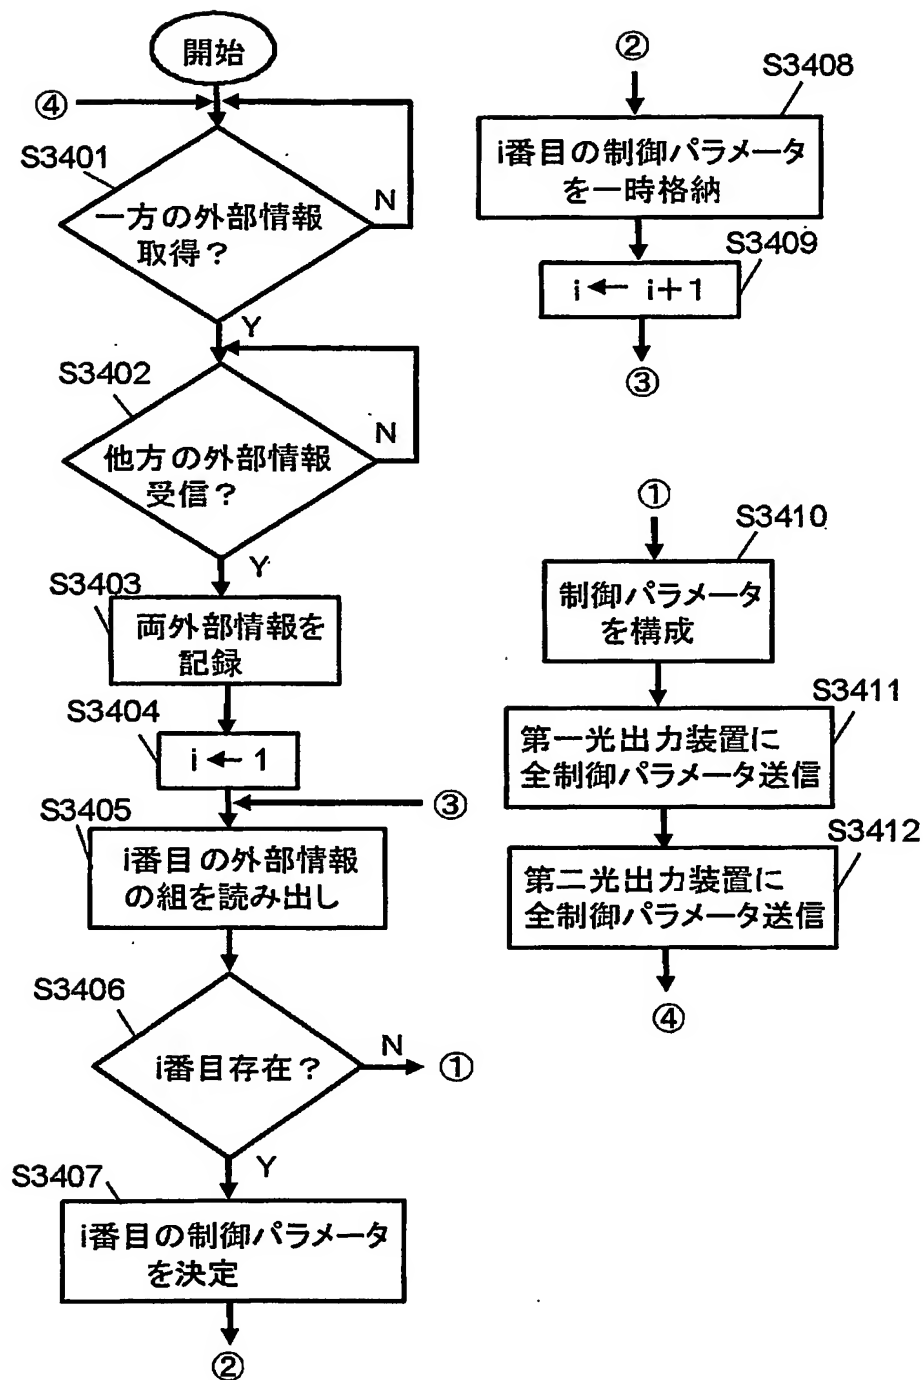 開始
④
S3401
一方の外部情報
取得？
N
Y
S3402
他方の外部情報
受信？
N
Y
S3403
両外部情報を
記録
S3404
i ← 1
③
S3405
i番目の外部情報
の組を読み出し
S3406
i番目存在？
N
①
Y
S3407
i番目の制御パラメータ
を決定
②
②
S3408
i番目の制御パラメータ
を一時格納
S3409
i ← i＋1
③
①
S3410
制御パラメータ
を構成
S3411
第一光出力装置に
全制御パラメータ送信
S3412
第二光出力装置に
全制御パラメータ送信
④